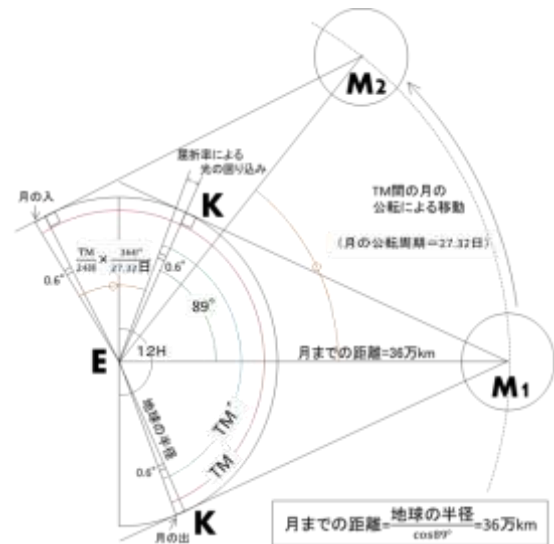 M2
屈折率による
光の回り込み
月の入
K
TM間の月の
公転による移動
(月の公転周期=27.32日)
TM/24H × 360°/27.32日
0.6°
0.6°
89°
E
12H
月までの距離=36万km
M1
地球の半径
TM'
TM
0.6°
K
月の出
月までの距離=地球の半径/cos89°=36万km